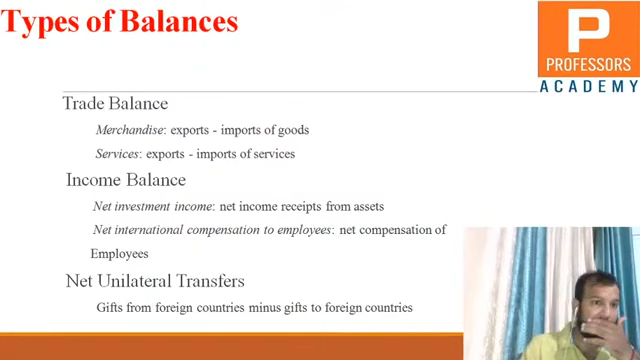 Types of Balances
P
PROFESSORS
ACADEMY
Trade Balance
Merchandise: exports - imports of goods
Services: exports - imports of services
Income Balance
Net investment income: net income receipts from assets
Net international compensation to employees: net compensation of
Employees
Net Unilateral Transfers
Gifts from foreign countries minus gifts to foreign countries